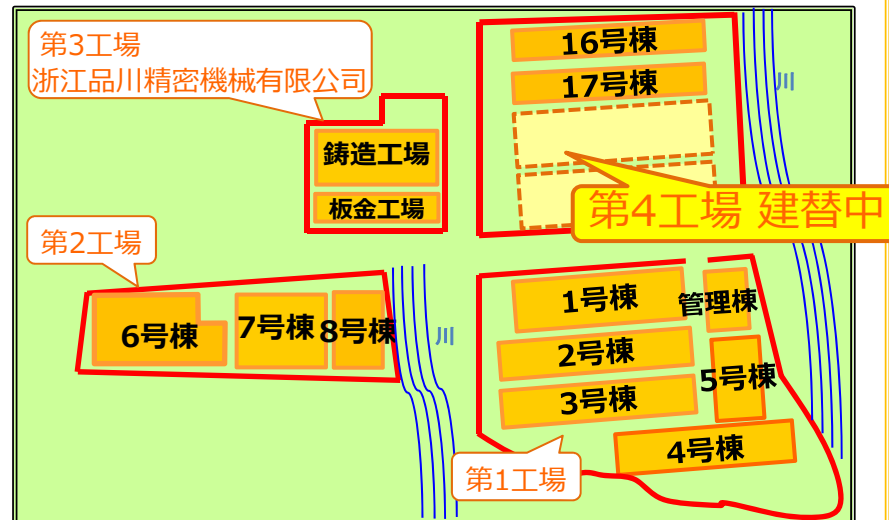 第3工場
浙江品川精密機械有限公司
鋳造工場
板金工場
16号棟
17号棟
川
第4工場 建替中
第2工場
6号棟
7号棟
8号棟
川
1号棟
管理棟
2号棟
5号棟
3号棟
4号棟
第1工場